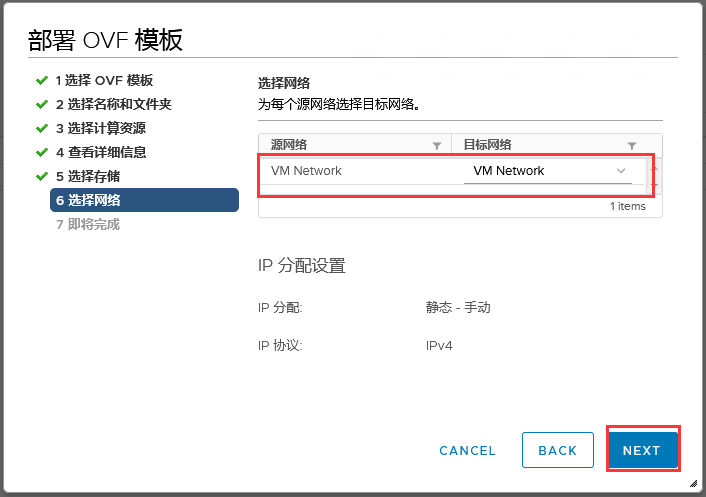 部署 OVF 模板
1 选择 OVF 模板
2 选择名称和文件夹
3 选择计算资源
4 查看详细信息
5 选择存储
6 选择网络
7 即将完成
选择网络
为每个源网络选择目标网络。
源网络 目标网络
VM Network VM Network
1 items
IP 分配设置
IP 分配: 静态 - 手动
IP 协议: IPv4
CANCEL BACK NEXT